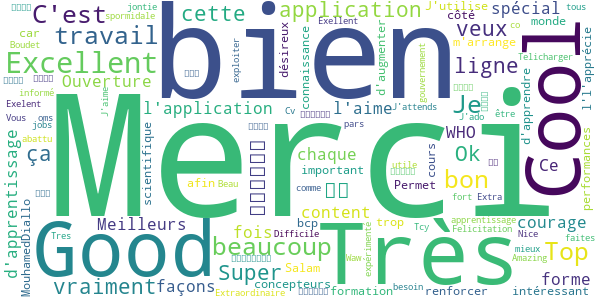 jontie
spormidale
C'est
cette
application
J'utilise
spécial
tous
car
Boudet
travail
bien
côté
veux
monde
co
Excellent
désireux
connaissance
d'augmenter
gouvernement
m'arrange
Telicharger
l'apprécie
exploiter
ligne
cool
informé
Ouverture
Exelent
J'aime
l'application
l'aime
J'attends
Je
J'ado
être
d'apprendre
Vous
oms
jobs
abattu
Merci
Cv
pars
WHO
ça
scientifique
chaque
cours
Ok
Ce
performances
important
utile
d'apprentissage
afin
Beau
comme
Permet
bon
fort
Extra
MouhamedDiallo
Meilleurs
content
trop
Tcy
apprentissage
Felicitation
courage
Good
fois
bcp
Très
Nice
faites
Tres
beaucoup
Difficile
expérimenté
mieux
Amazing
Top
Super
Salam
Waw
forme
vraiment
façons
concepteurs
Extraordinaire
formation
besoin
renforcer
intéressant